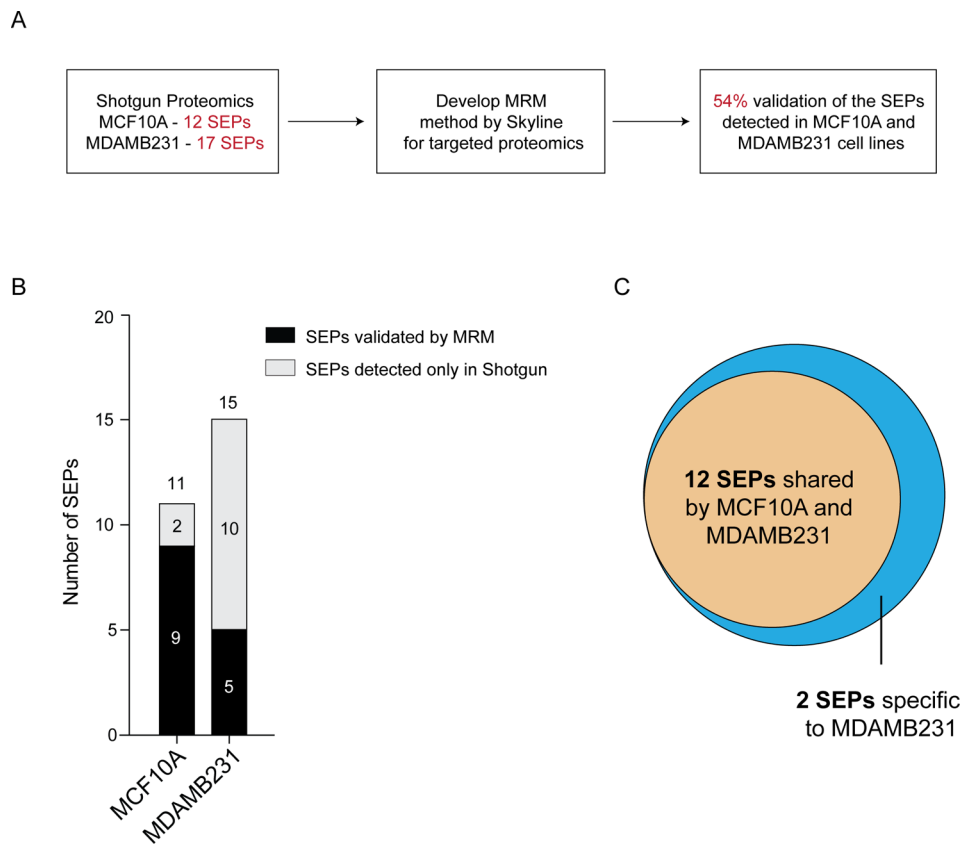 A
Shotgun Proteomics
MCF10A - 12 SEPs
MDAMB231 - 17 SEPs
Develop MRM
method by Skyline
for targeted proteomics
54% validation of the SEPs
detected in MCF10A and
MDAMB231 cell lines
B
Number of SEPs
20
15
10
5
0
SEPs validated by MRM
SEPs detected only in Shotgun
11
2
9
15
10
5
MCF10A
MDAMB231
C
12 SEPs shared
by MCF10A and
MDAMB231
2 SEPs specific
to MDAMB231